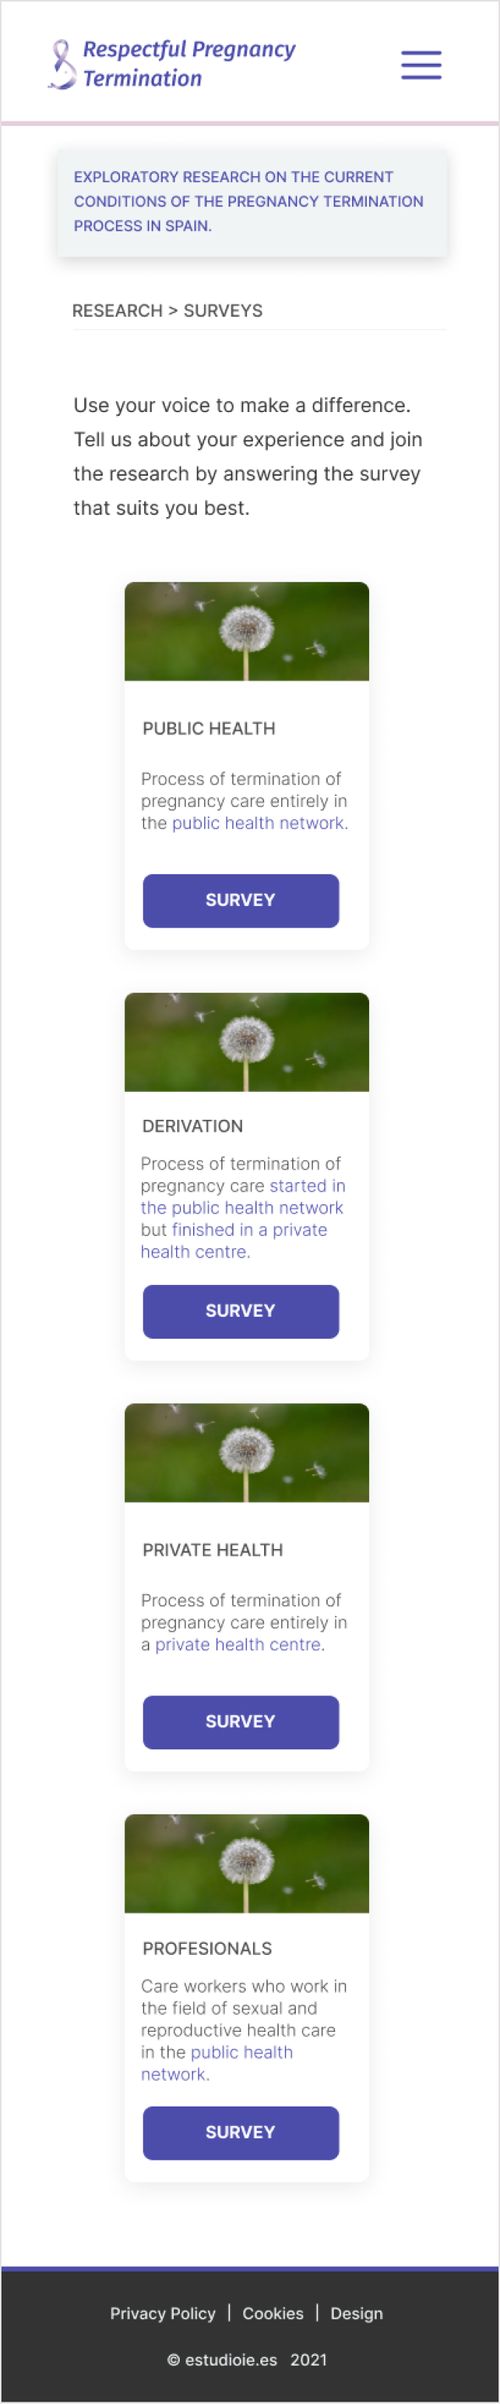 Respectful Pregnancy
Termination
EXPLORATORY RESEARCH ON THE CURRENT
CONDITIONS OF THE PREGNANCY TERMINATION
PROCESS IN SPAIN.
RESEARCH > SURVEYS
Use your voice to make a difference.
Tell us about your experience and join
the research by answering the survey
that suits you best.
PUBLIC HEALTH
Process of termination of
pregnancy care entirely in
the public health network.
SURVEY
DERIVATION
Process of termination of
pregnancy care started in
the public health network
but finished in a private
health centre.
SURVEY
PRIVATE HEALTH
Process of termination of
pregnancy care entirely in
a private health centre.
SURVEY
PROFESIONALS
Care workers who work in
the field of sexual and
reproductive health care
in the public health
network.
SURVEY
Privacy Policy | Cookies | Design
© estudioie.es 2021